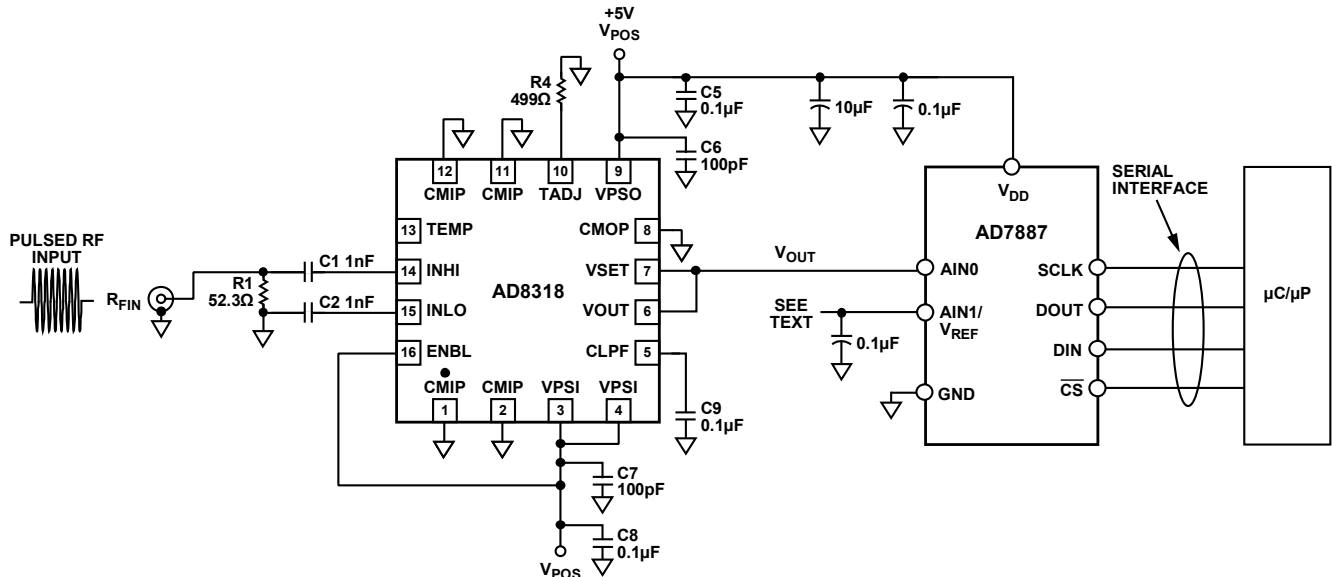 +5V
VPOS
R4
499Ω
C5
0.1µF
10µF
0.1µF
C6
100pF
12
11
10
9
CMIP
CMIP
TADJ
VPSO
13 TEMP
14 INHI
15 INLO
16 ENBL
CMOP 8
VSET 7
VOUT 6
CLPF 5
AD8318
CMIP
CMIP
VPSI
VPSI
1
2
3
4
PULSED RF
INPUT
RFIN
R1
52.3Ω
C1 1nF
C2 1nF
C9
0.1µF
C7
100pF
C8
0.1µF
VPOS
VOUT
SEE
TEXT
0.1µF
VDD
AD7887
AIN0
AIN1/
VREF
GND
SCLK
DOUT
DIN
CS
SERIAL
INTERFACE
µC/µP